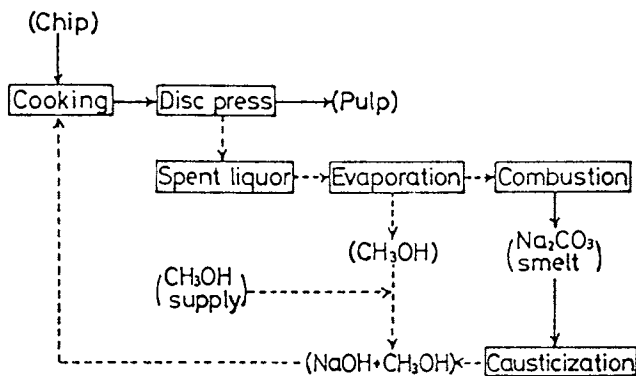 (Chip)
Cooking
Disc press
(Pulp)
Spent liquor
Evaporation
Combustion
(CH₃OH)
(Na₂CO₃
smelt)
(CH₃OH
supply)
(NaOH+CH₃OH)
Causticization